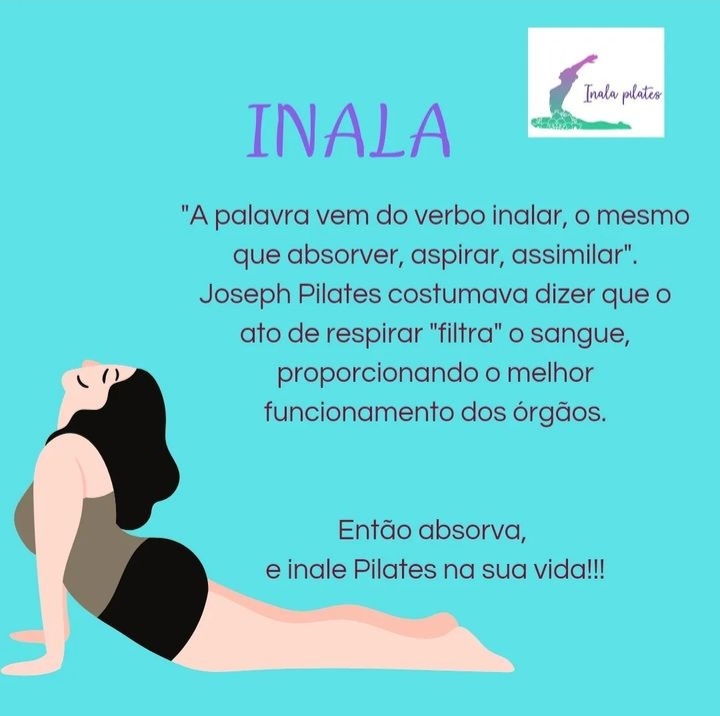 Inala pilates
INALA
"A palavra vem do verbo inalar, o mesmo
que absorver, aspirar, assimilar".
Joseph Pilates costumava dizer que o
ato de respirar "filtra" o sangue,
proporcionando o melhor
funcionamento dos órgãos.
Então absorva,
e inale Pilates na sua vida!!!